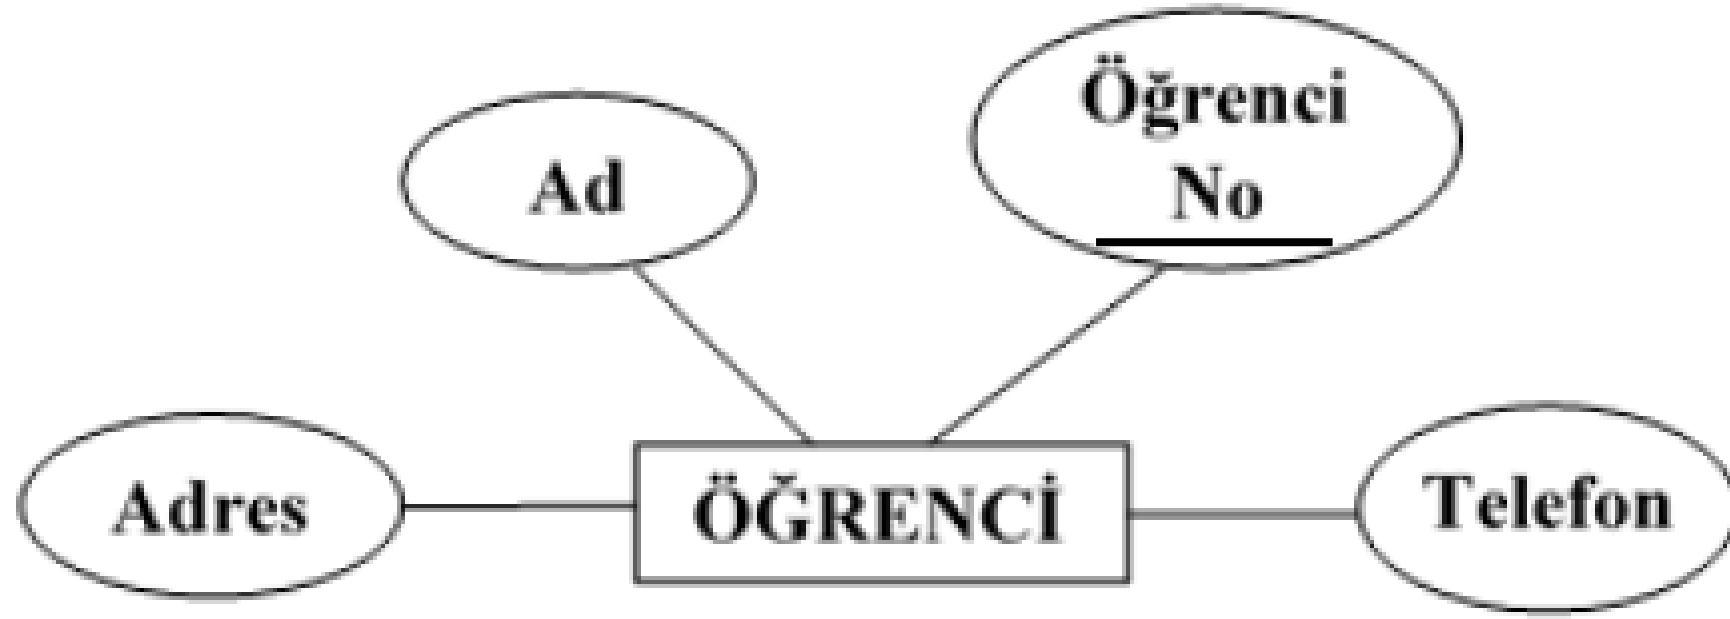 Öğrenci
No
Ad
Adres
ÖĞRENCİ
Telefon